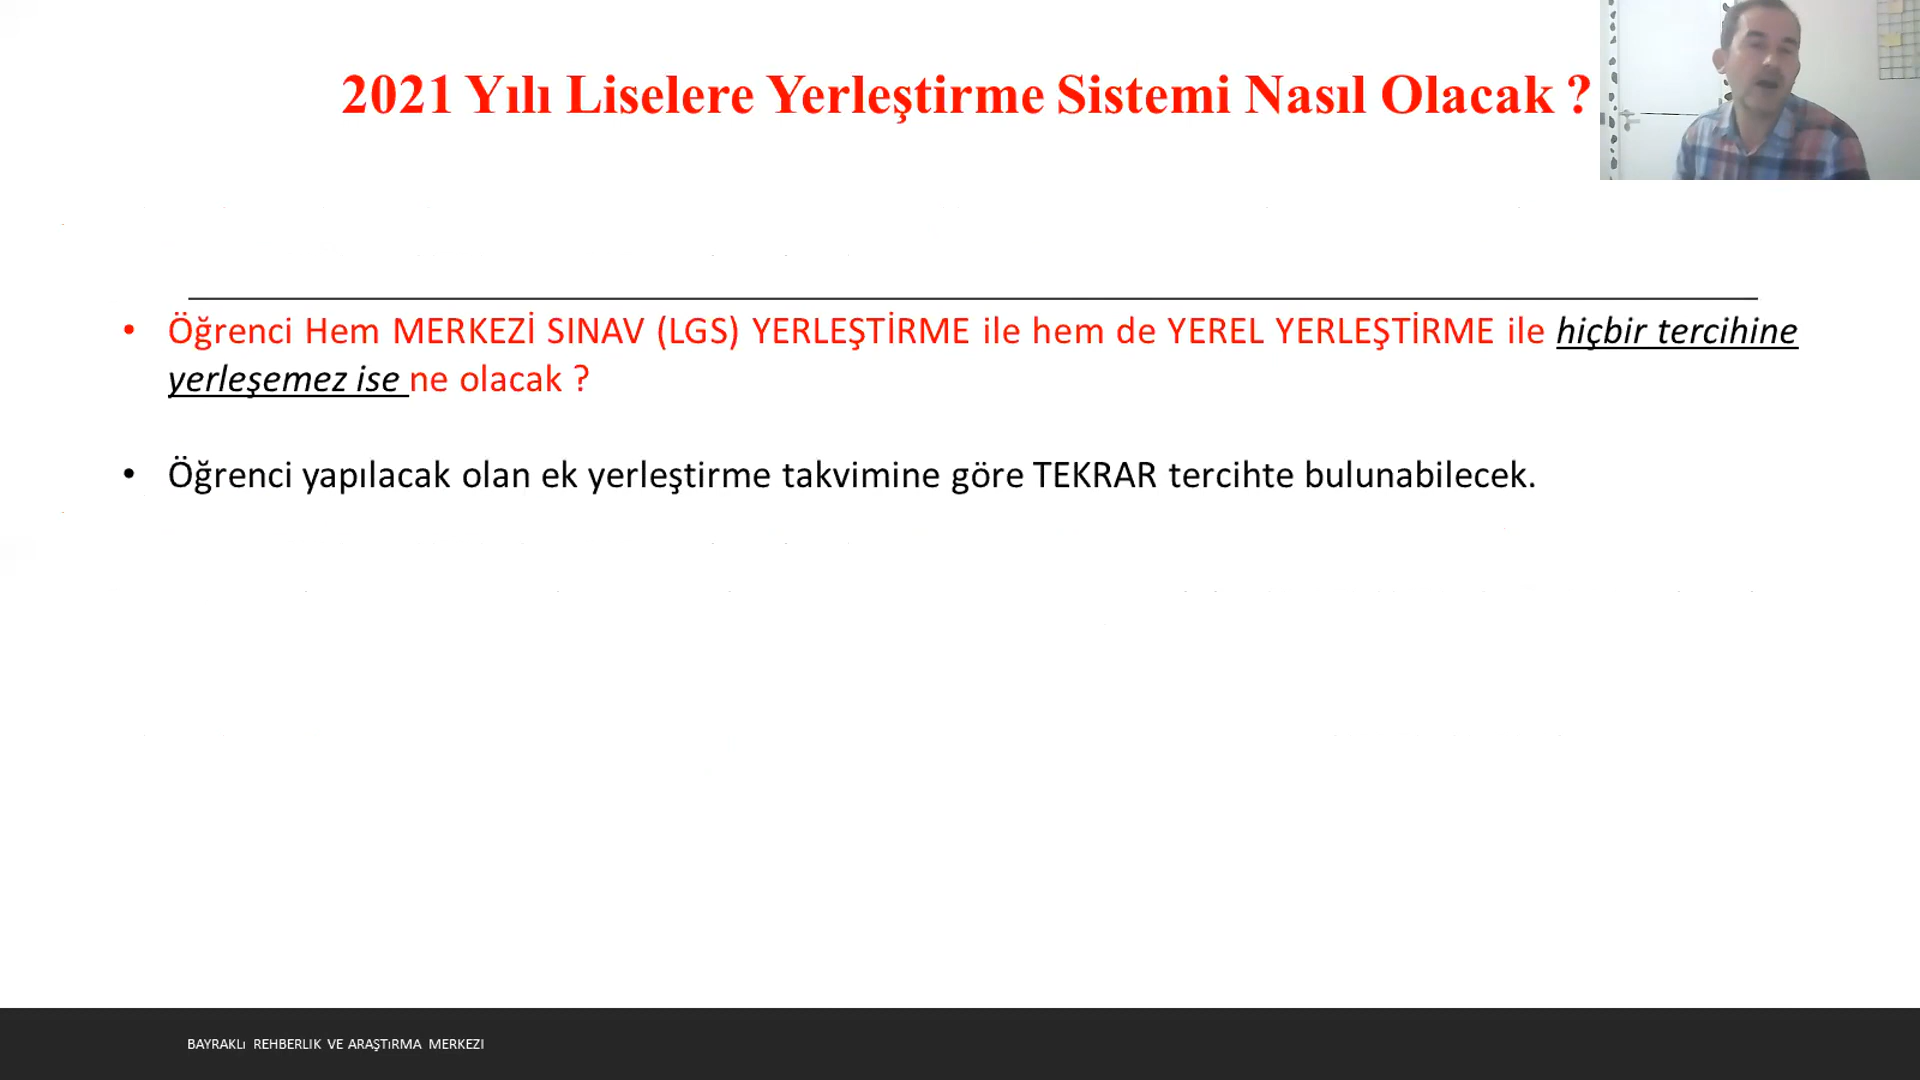 2021 Yılı Liselere Yerleştirme Sistemi Nasıl Olacak ?
• Öğrenci Hem MERKEZİ SINAV (LGS) YERLEŞTİRME ile hem de YEREL YERLEŞTİRME ile hiçbir tercihine
yerleşemez ise ne olacak ?
• Öğrenci yapılacak olan ek yerleştirme takvimine göre TEKRAR tercihte bulunabilecek.
BAYRAKLı REHBERLIK VE ARAŞTıRMA MERKEZI